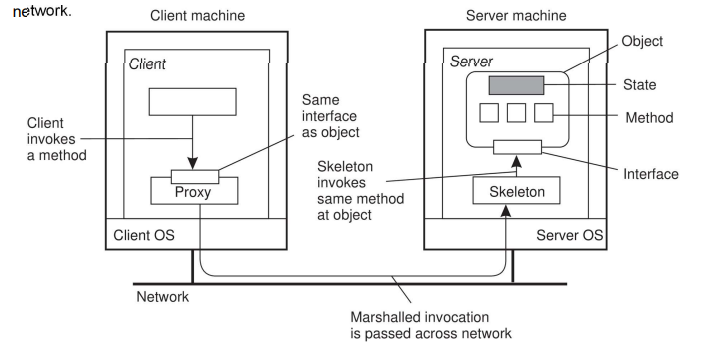 network.
Client machine
Server machine
Client
Server
Object
State
Method
Interface
Client
invokes
a method
Same
interface
as object
Proxy
Skeleton
invokes
same method
at object
Skeleton
Client OS
Server OS
Network
Marshalled invocation
is passed across network